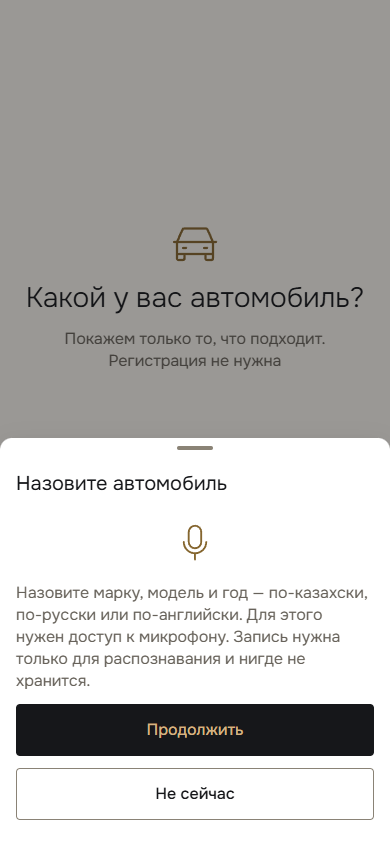 Какой у вас автомобиль?
Покажем только то, что подходит.
Регистрация не нужна
Назовите автомобиль
Назовите марку, модель и год — по-казахски,
по-русски или по-английски. Для этого
нужен доступ к микрофону. Запись нужна
только для распознавания и нигде не
хранится.
Продолжить
Не сейчас